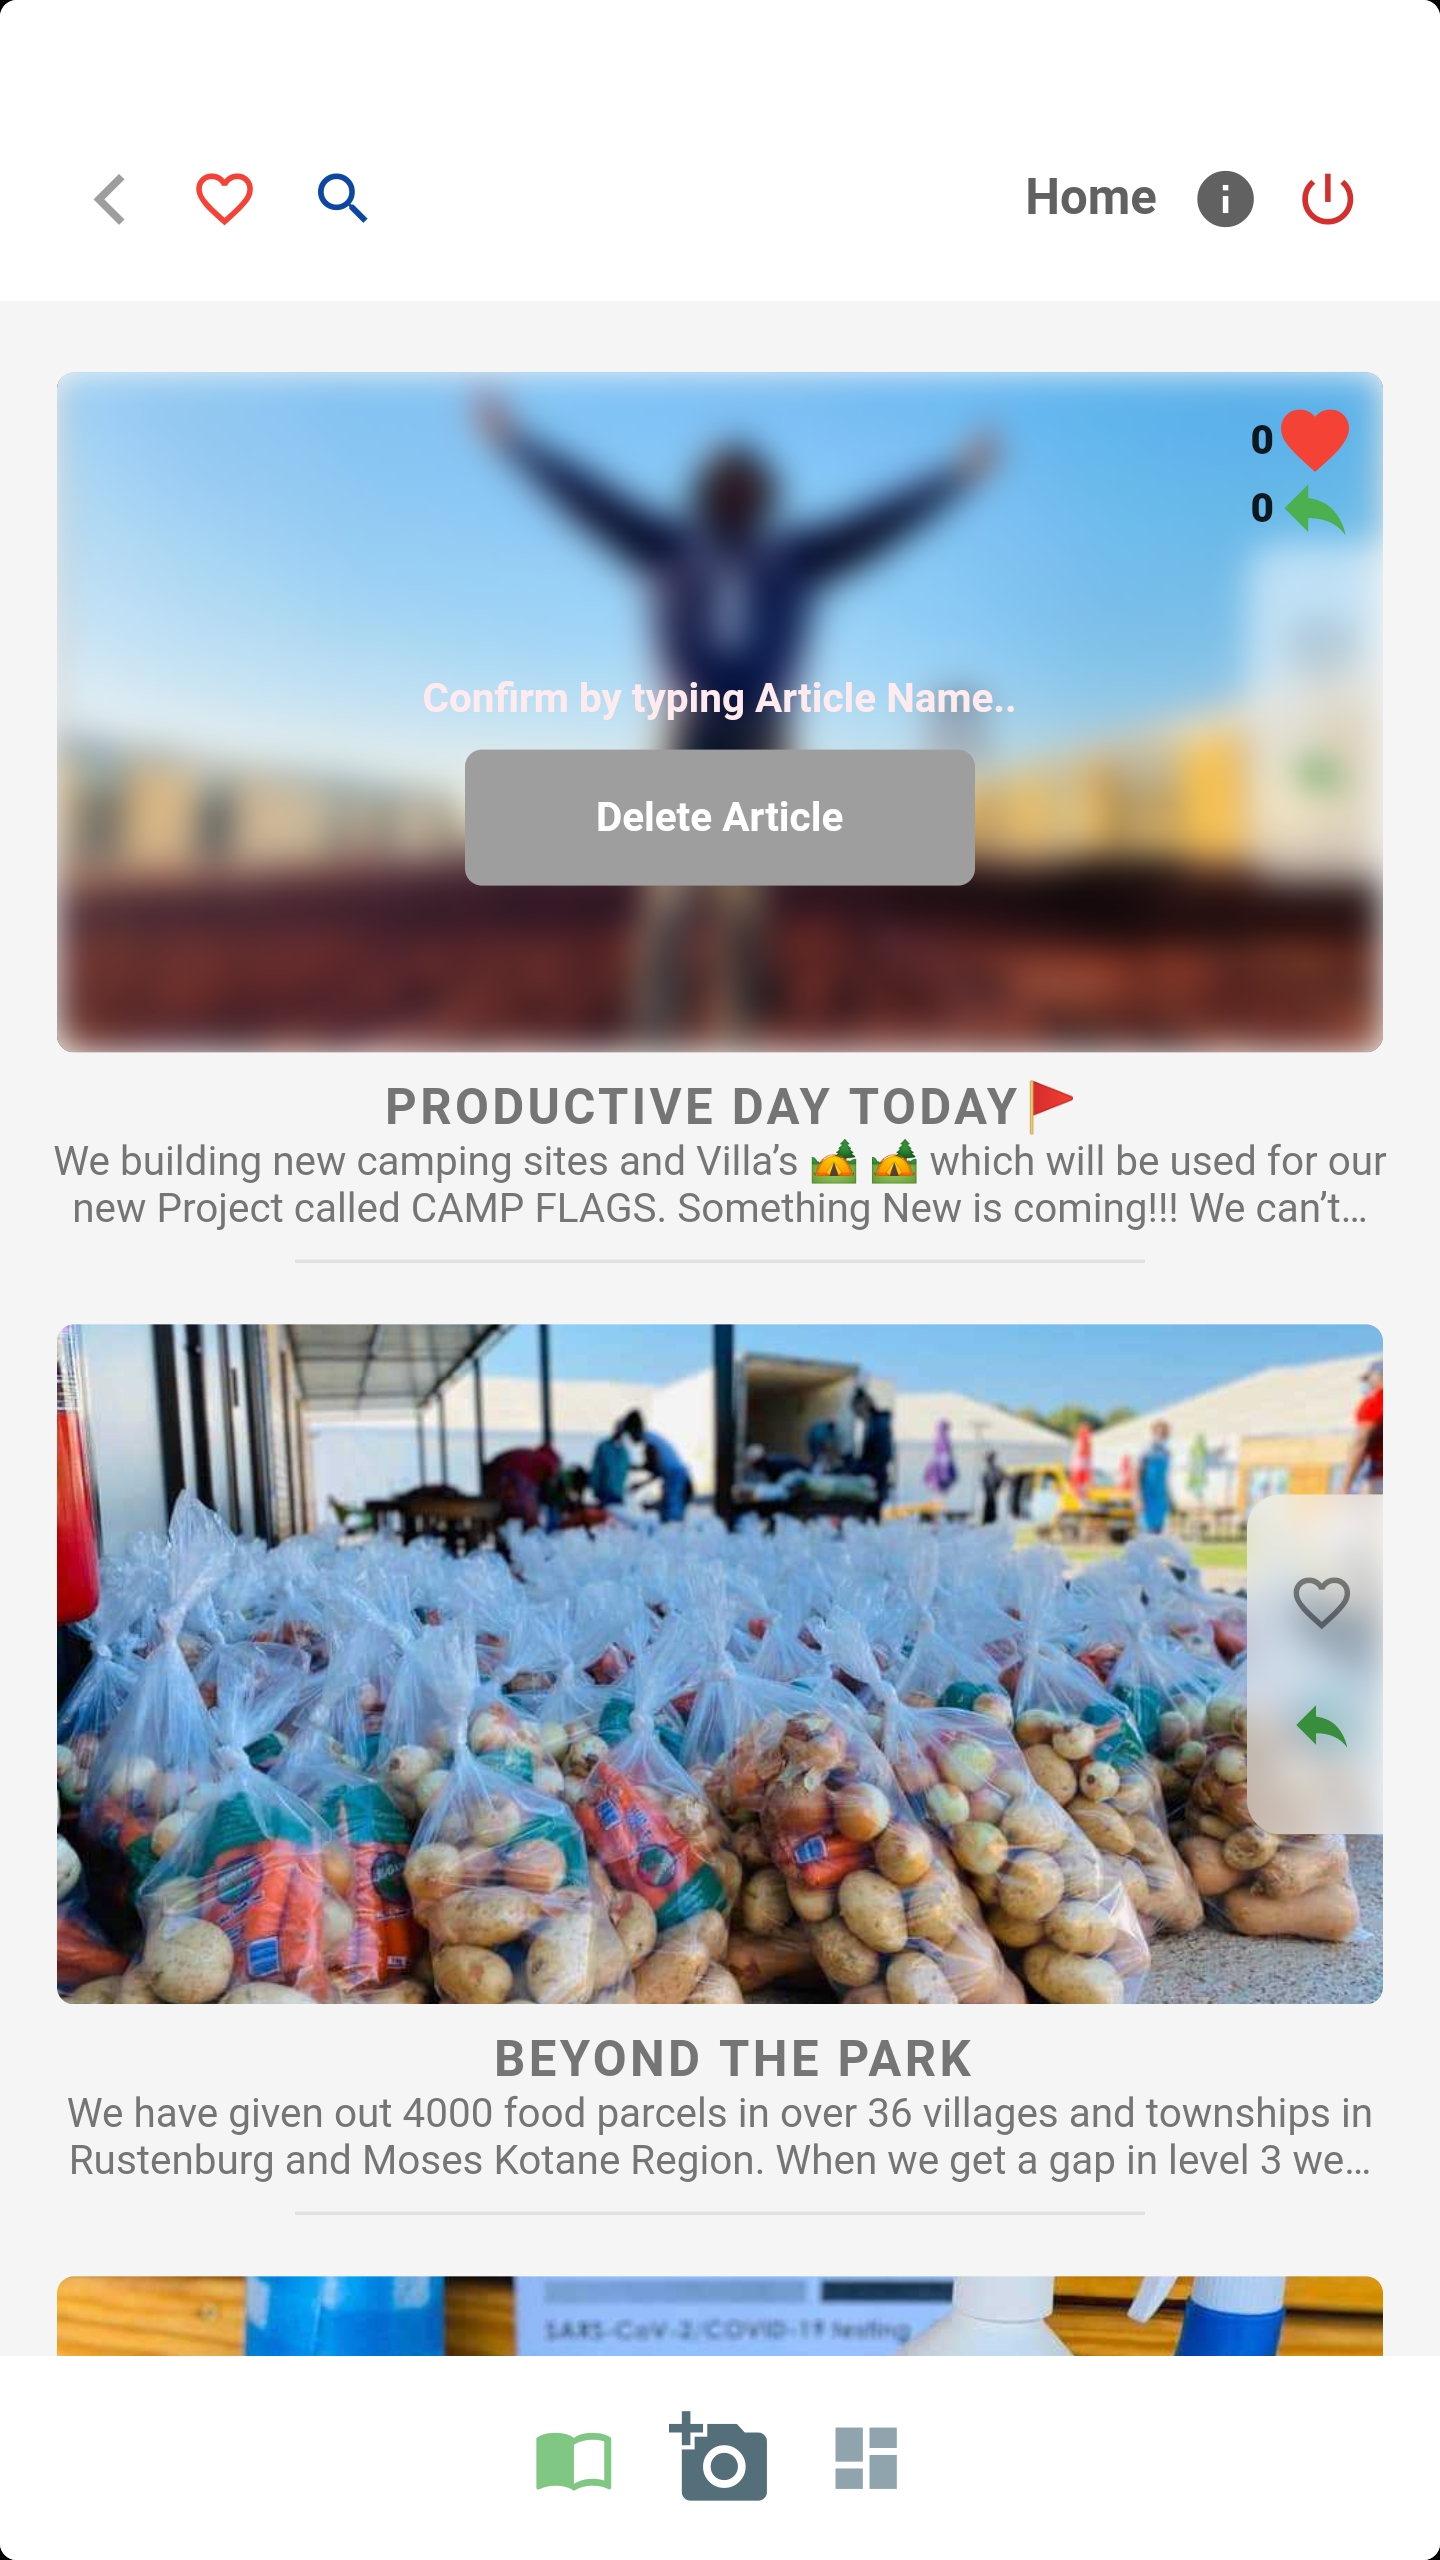 Home
0
0
Confirm by typing Article Name..
Delete Article
PRODUCTIVE DAY TODAY🚩
We building new camping sites and Villa’s 🏕 🏕 which will be used for our
new Project called CAMP FLAGS. Something New is coming!!! We can’t…
BEYOND THE PARK
We have given out 4000 food parcels in over 36 villages and townships in
Rustenburg and Moses Kotane Region. When we get a gap in level 3 we…
SARS-CoV-2/COVID-19 testing